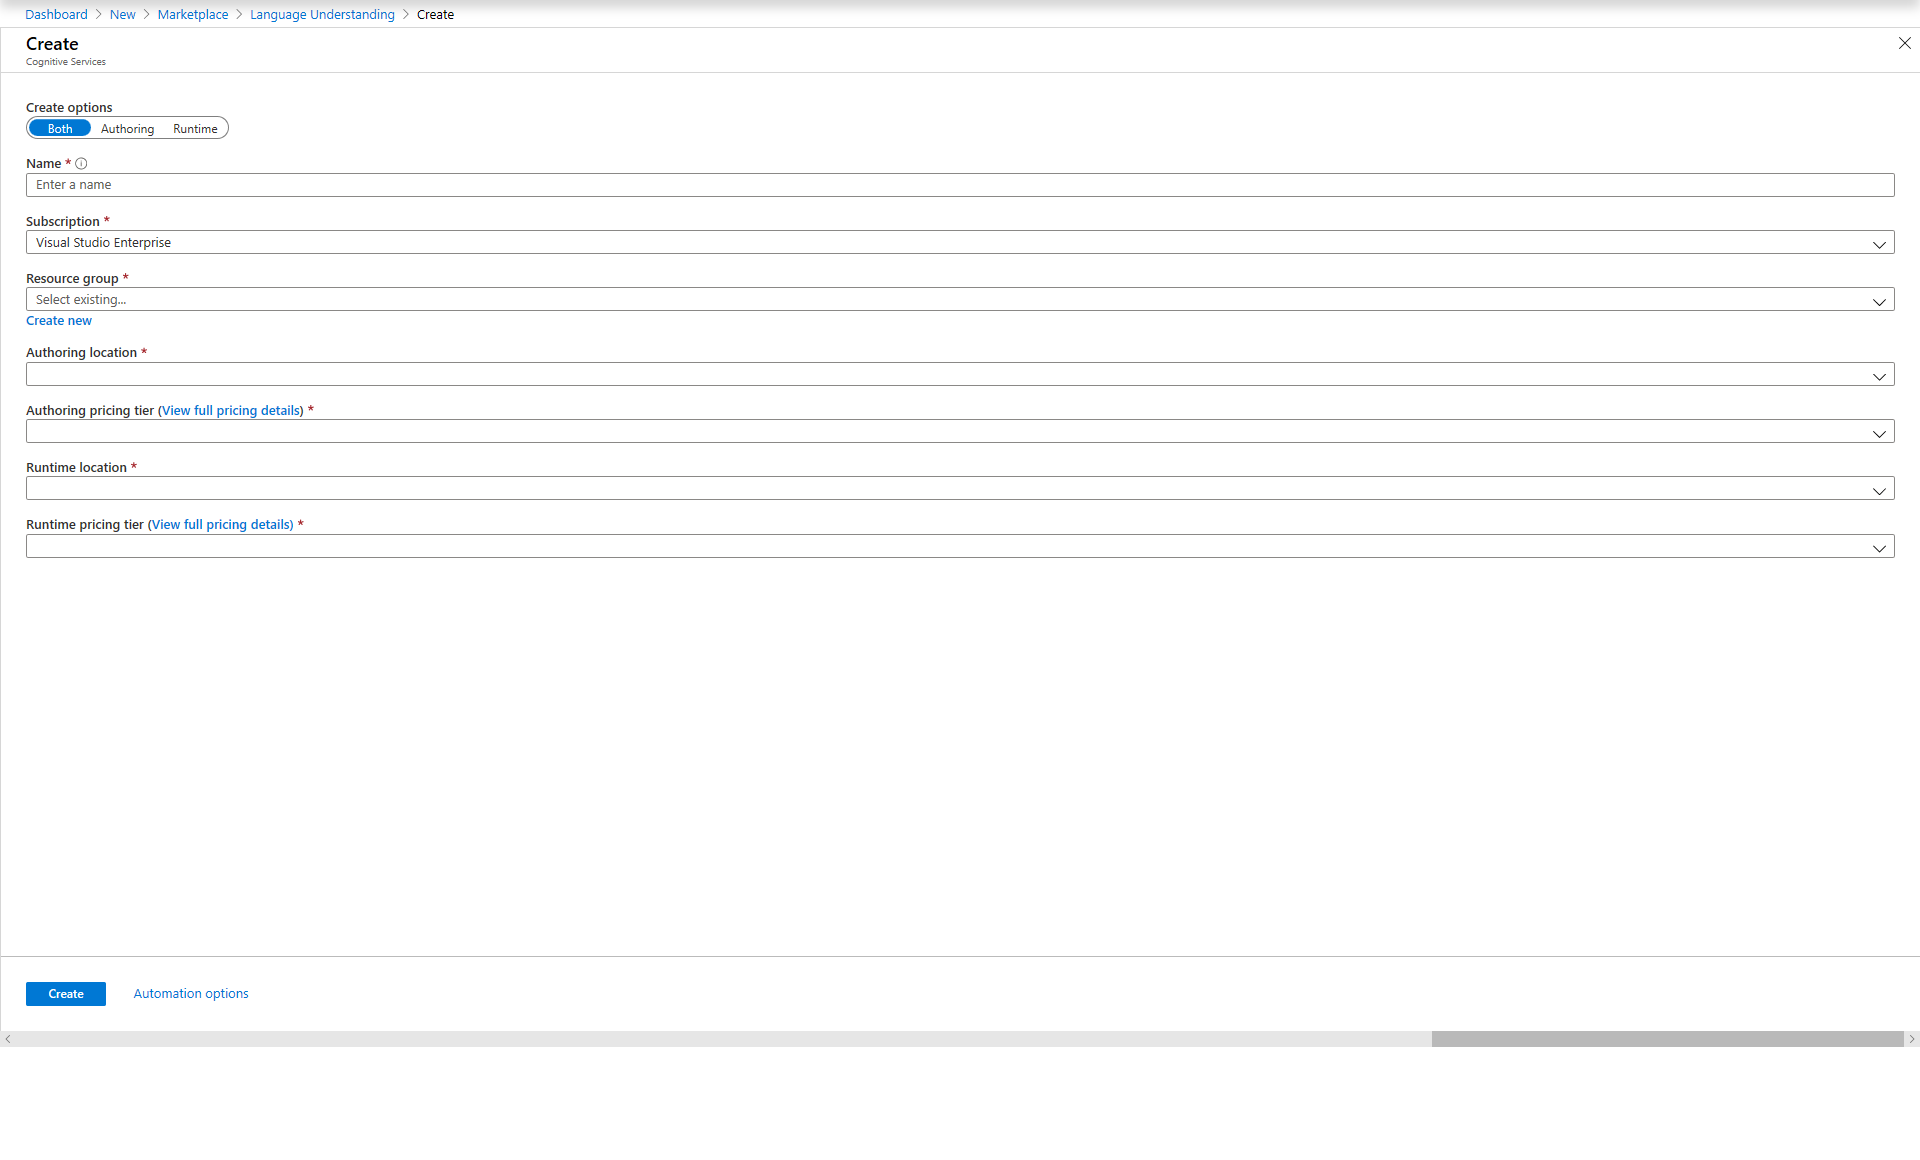 Dashboard > New > Marketplace > Language Understanding > Create
Create
Cognitive Services
Create options
Both Authoring Runtime
Name *
Enter a name
Subscription *
Visual Studio Enterprise
Resource group *
Select existing...
Create new
Authoring location *
Authoring pricing tier (View full pricing details) *
Runtime location *
Runtime pricing tier (View full pricing details) *
Create Automation options